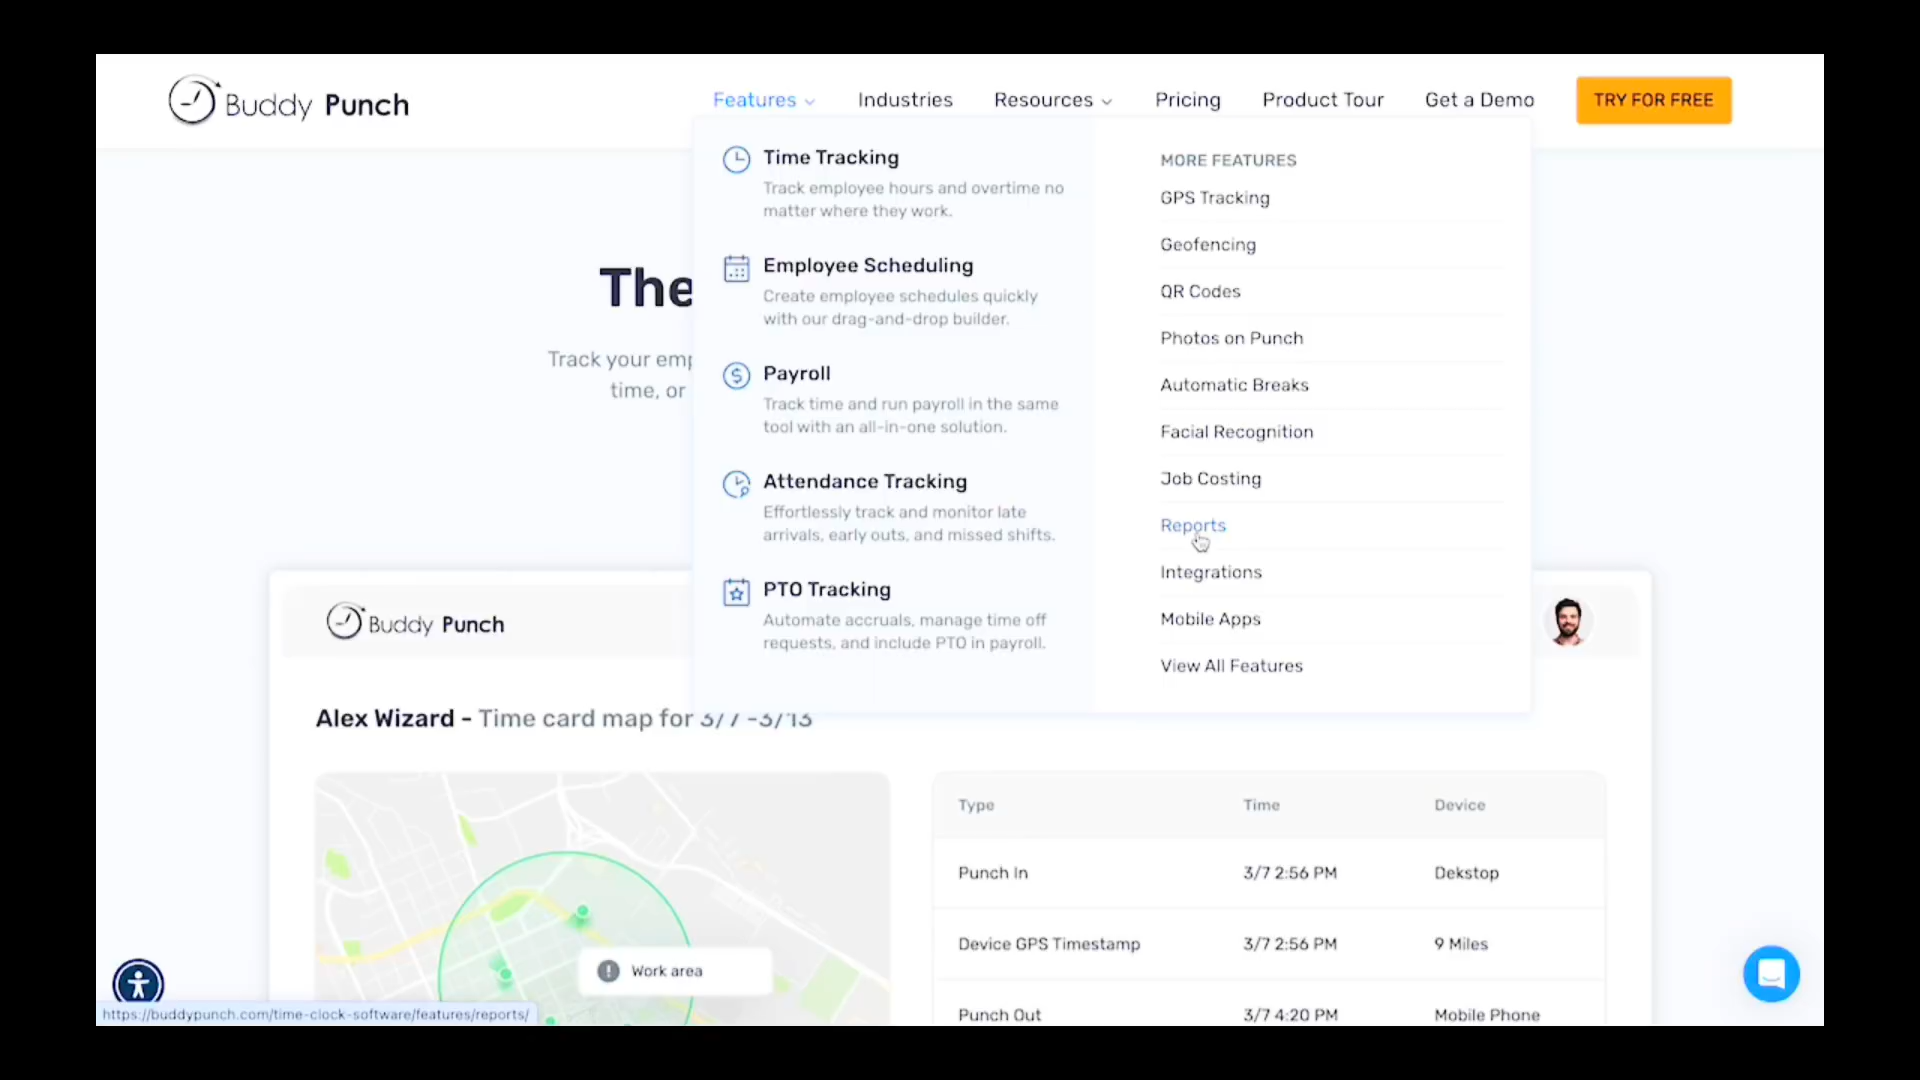 Buddy Punch
Features
Industries
Resources
Pricing
Product Tour
Get a Demo
TRY FOR FREE
Time Tracking
Track employee hours and overtime no
matter where they work.
Employee Scheduling
Create employee schedules quickly
with our drag-and-drop builder.
Payroll
Track time and run payroll in the same
tool with an all-in-one solution.
Attendance Tracking
Effortlessly track and monitor late
arrivals, early outs, and missed shifts.
PTO Tracking
Automate accruals, manage time off
requests, and include PTO in payroll.
MORE FEATURES
GPS Tracking
Geofencing
QR Codes
Photos on Punch
Automatic Breaks
Facial Recognition
Job Costing
Reports
Integrations
Mobile Apps
View All Features
The
Track your emp
time, or
Buddy Punch
Alex Wizard - Time card map for 3/7 -3/13
Work area
Type Time Device
Punch In 3/7 2:56 PM Dekstop
Device GPS Timestamp 3/7 2:56 PM 9 Miles
Punch Out 3/7 4:20 PM Mobile Phone
https://buddypunch.com/time-clock-software/features/reports/